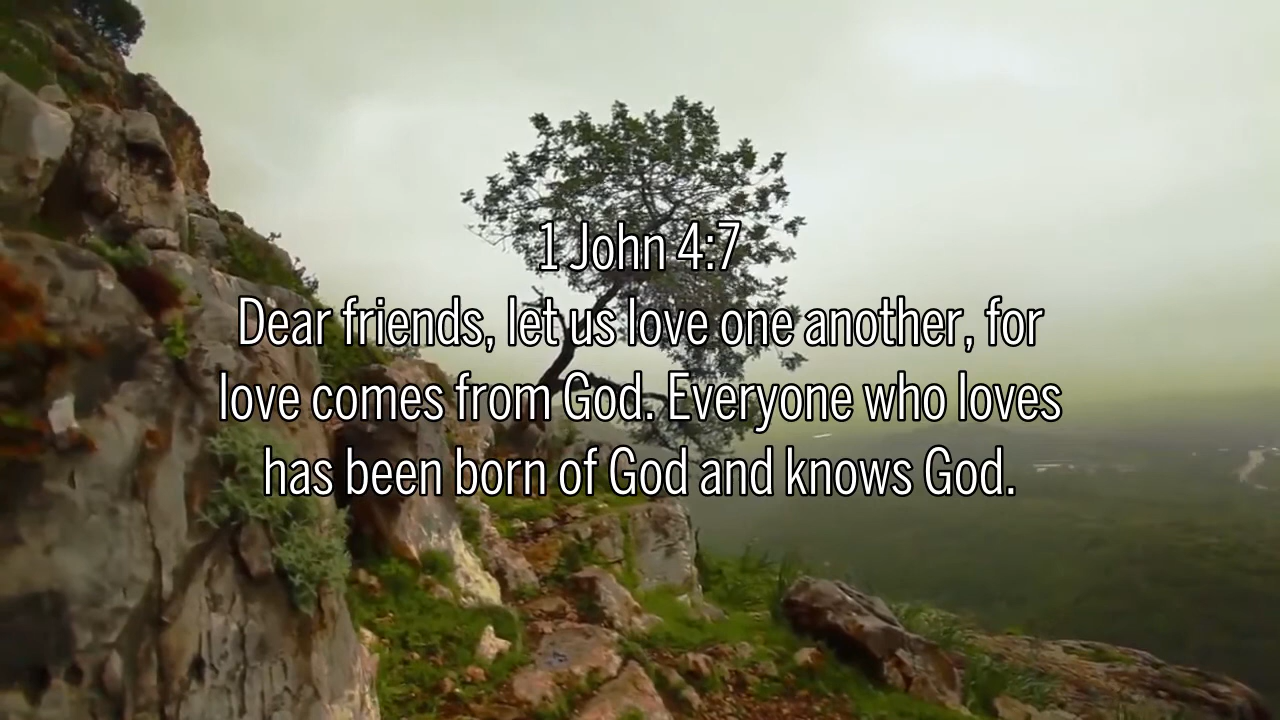 1 John 4:7
Dear friends, let us love one another, for
love comes from God. Everyone who loves
has been born of God and knows God.